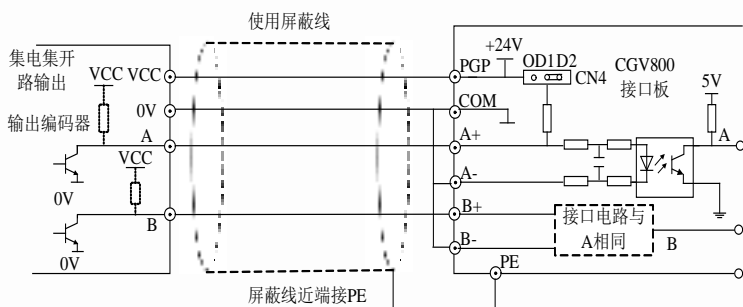 使用屏蔽线
集电集开
路输出
输出编码器
VCC
VCC
0V
A
VCC
0V
B
0V
屏蔽线近端接PE
PGP
+24V
OD1D2
CN4
CGV800
接口板
5V
COM
A+
A
A-
B+
接口电路与
A相同
B
B-
PE